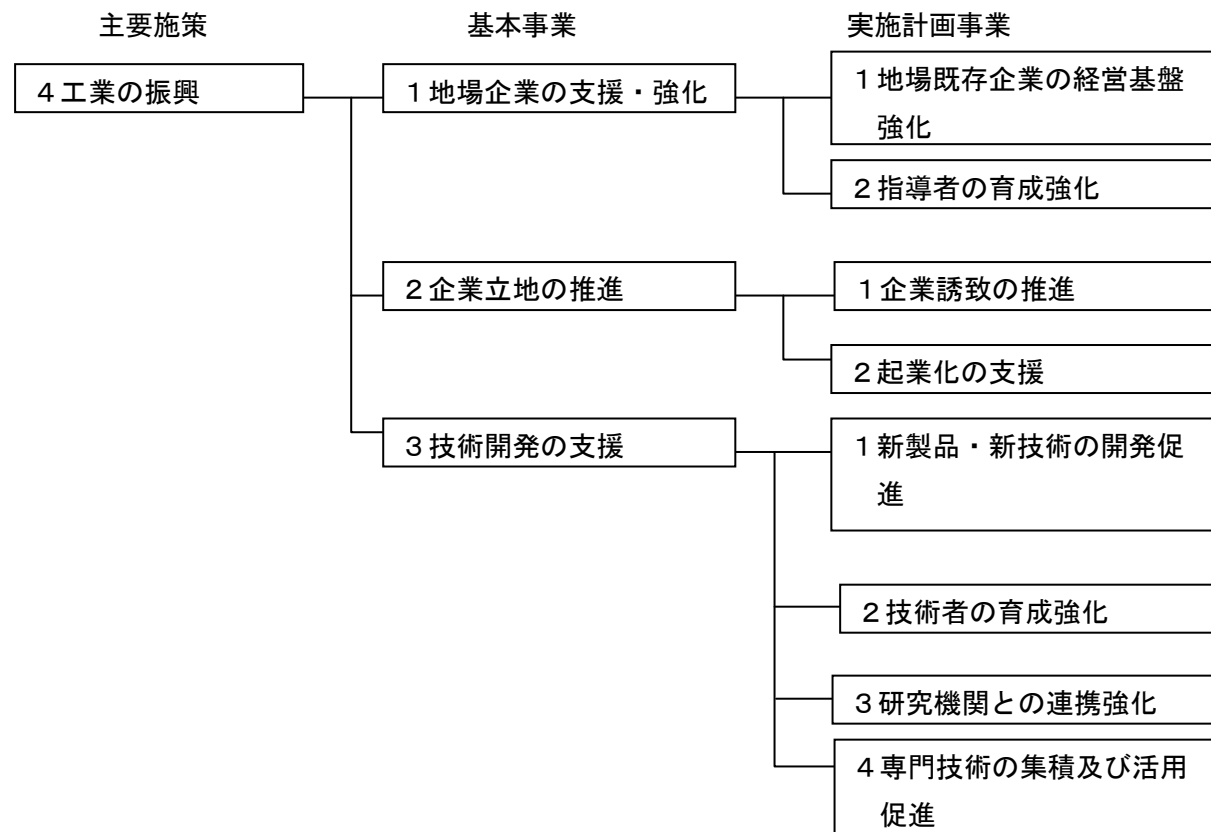 主要施策 基本事業 実施計画事業
4工業の振興
1地場企業の支援・強化
1地場既存企業の経営基盤
強化
2指導者の育成強化
2企業立地の推進
1企業誘致の推進
2起業化の支援
3技術開発の支援
1新製品・新技術の開発促
進
2技術者の育成強化
3研究機関との連携強化
4専門技術の集積及び活用
促進